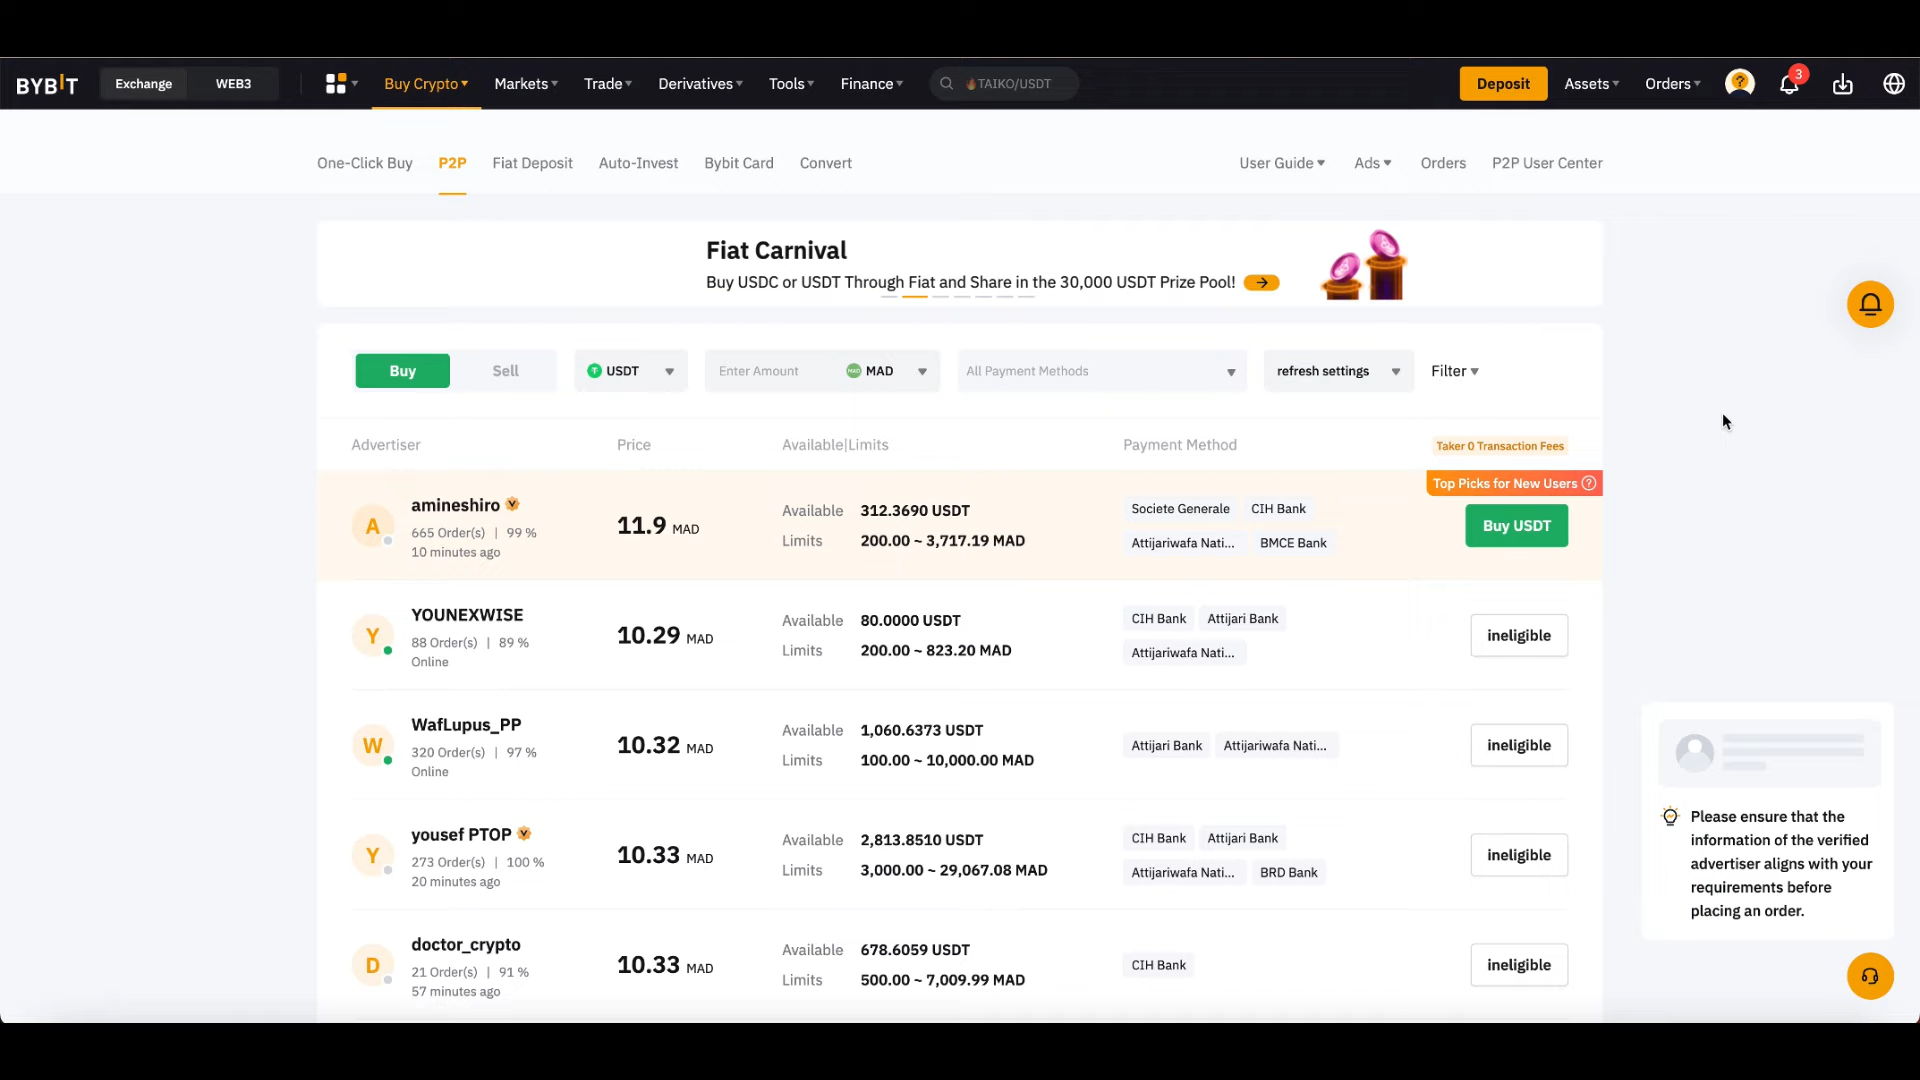 BYBIT Exchange WEB3 Buy Crypto Markets Trade Derivatives Tools Finance TAIKO/USDT Deposit Assets Orders 3
One-Click Buy P2P Fiat Deposit Auto-Invest Bybit Card Convert User Guide Ads Orders P2P User Center
Fiat Carnival
Buy USDC or USDT Through Fiat and Share in the 30,000 USDT Prize Pool!
Buy Sell USDT Enter Amount MAD All Payment Methods refresh settings Filter
Advertiser Price Available|Limits Payment Method Taker 0 Transaction Fees
Top Picks for New Users
A amineshiro
665 Order(s) | 99 %
10 minutes ago
11.9 MAD
Available 312.3690 USDT
Limits 200.00 ~ 3,717.19 MAD
Societe Generale CIH Bank
Attijariwafa Nati... BMCE Bank
Buy USDT
Y YOUNEXWISE
88 Order(s) | 89 %
Online
10.29 MAD
Available 80.0000 USDT
Limits 200.00 ~ 823.20 MAD
CIH Bank Attijari Bank
Attijariwafa Nati...
ineligible
W WafLupus_PP
320 Order(s) | 97 %
Online
10.32 MAD
Available 1,060.6373 USDT
Limits 100.00 ~ 10,000.00 MAD
Attijari Bank Attijariwafa Nati...
ineligible
Y yousef PTOP
273 Order(s) | 100 %
20 minutes ago
10.33 MAD
Available 2,813.8510 USDT
Limits 3,000.00 ~ 29,067.08 MAD
CIH Bank Attijari Bank
Attijariwafa Nati... BRD Bank
ineligible
D doctor_crypto
21 Order(s) | 91 %
57 minutes ago
10.33 MAD
Available 678.6059 USDT
Limits 500.00 ~ 7,009.99 MAD
CIH Bank
ineligible
Please ensure that the
information of the verified
advertiser aligns with your
requirements before
placing an order.